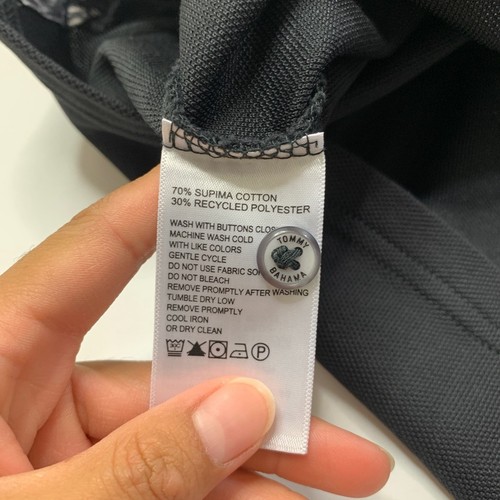 70% SUPIMA COTTON
30% RECYCLED POLYESTER
WASH WITH BUTTONS
MACHINE WASH COLD
WITH LIKE COLORS
GENTLE CYCLE
DO NOT USE FABRIC
DO NOT BLEACH
REMOVE PROMPTLY AFTER WASHING
TUMBLE DRY LOW
REMOVE PROMPTLY
COOL IRON
OR DRY CLEAN
30C
P
TOMMY
BAHAMA